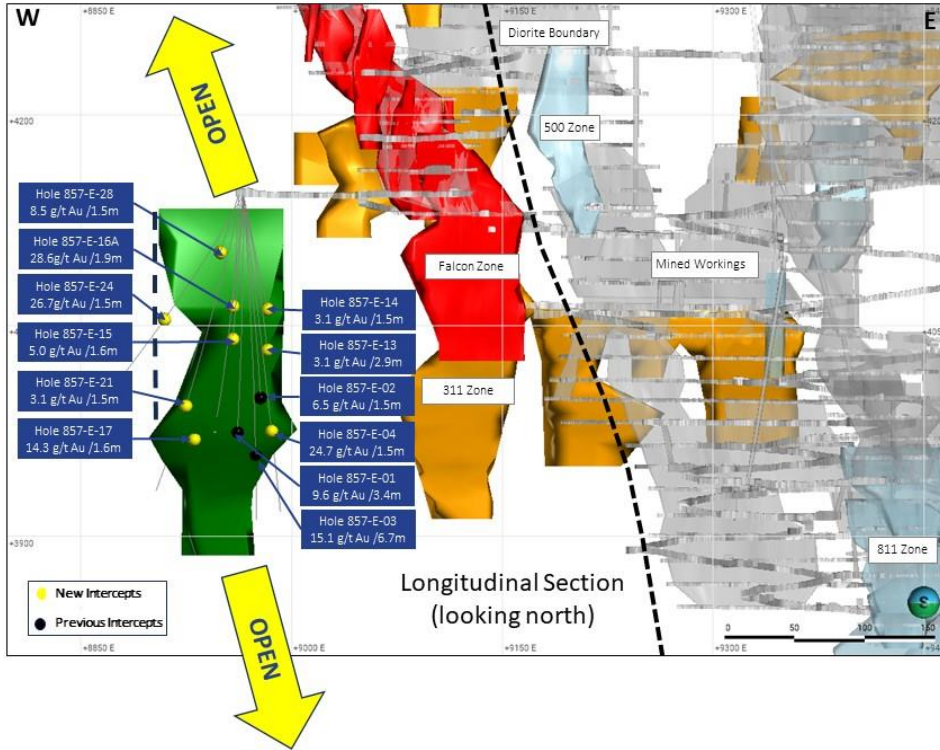 W
+8850 E
+9150 E
+9300 E
E
Diorite Boundary
OPEN
+4200
500 Zone
Hole 857-E-28
8.5 g/t Au /1.5m
Hole 857-E-16A
28.6g/t Au /1.9m
Hole 857-E-24
26.7g/t Au /1.5m
Hole 857-E-15
5.0 g/t Au /1.6m
Hole 857-E-21
3.1 g/t Au /1.5m
Hole 857-E-17
14.3 g/t Au /1.6m
Falcon Zone
Mined Workings
Hole 857-E-14
3.1 g/t Au /1.5m
Hole 857-E-13
3.1 g/t Au /2.9m
Hole 857-E-02
6.5 g/t Au /1.5m
Hole 857-E-04
24.7 g/t Au /1.5m
Hole 857-E-01
9.6 g/t Au /3.4m
Hole 857-E-03
15.1 g/t Au /6.7m
311 Zone
+3900
811 Zone
New Intercepts
Previous Intercepts
Longitudinal Section
(looking north)
S
0 50 100 150
+8850 E
+9000 E
+9150 E
+9300 E
OPEN